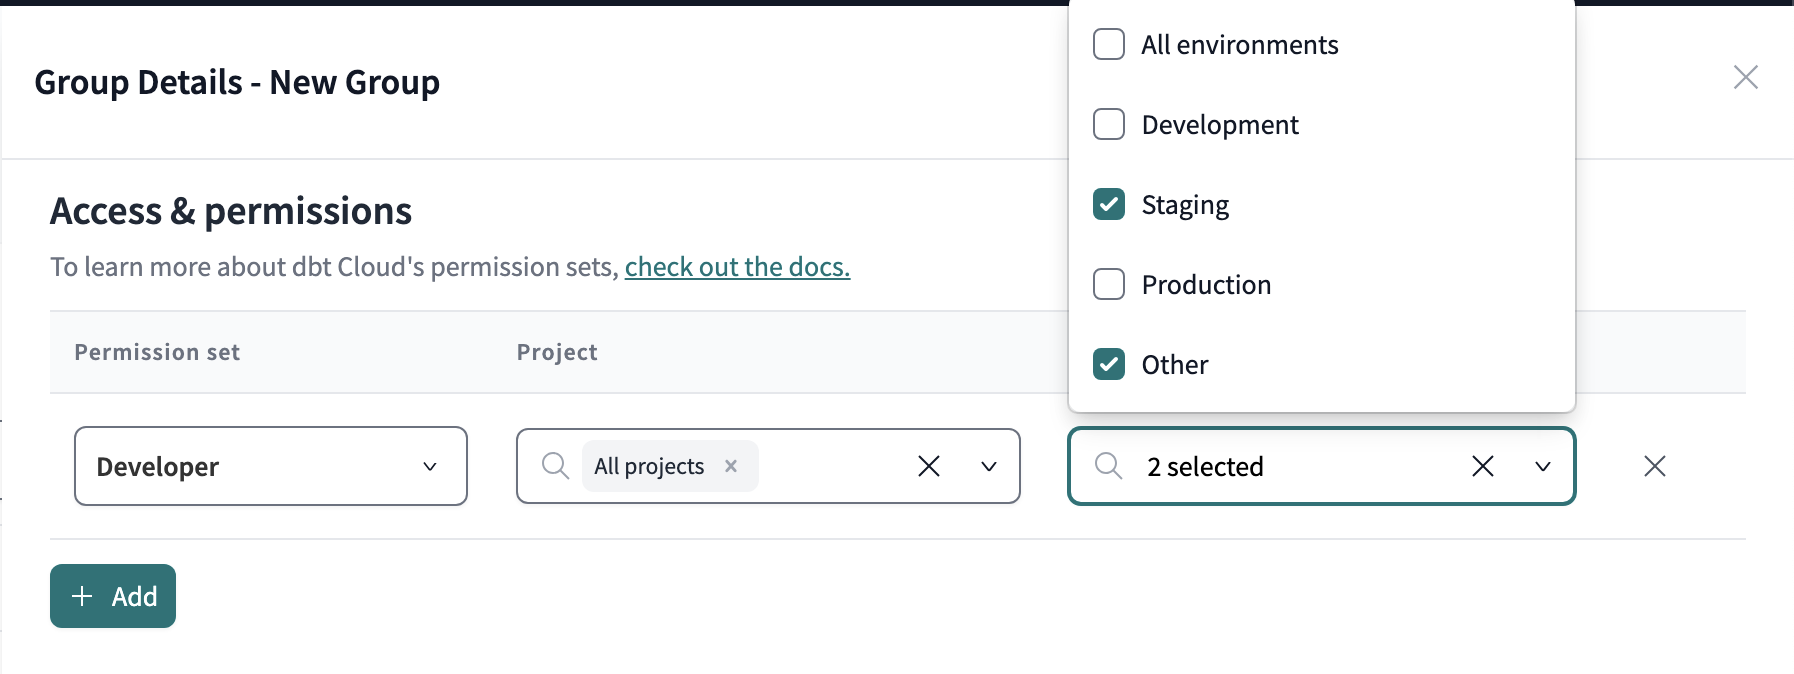 Group Details - New Group
All environments
Development
Staging
Production
Other
Access & permissions
To learn more about dbt Cloud's permission sets, check out the docs.
Permission set
Project
Developer
All projects
2 selected
Add